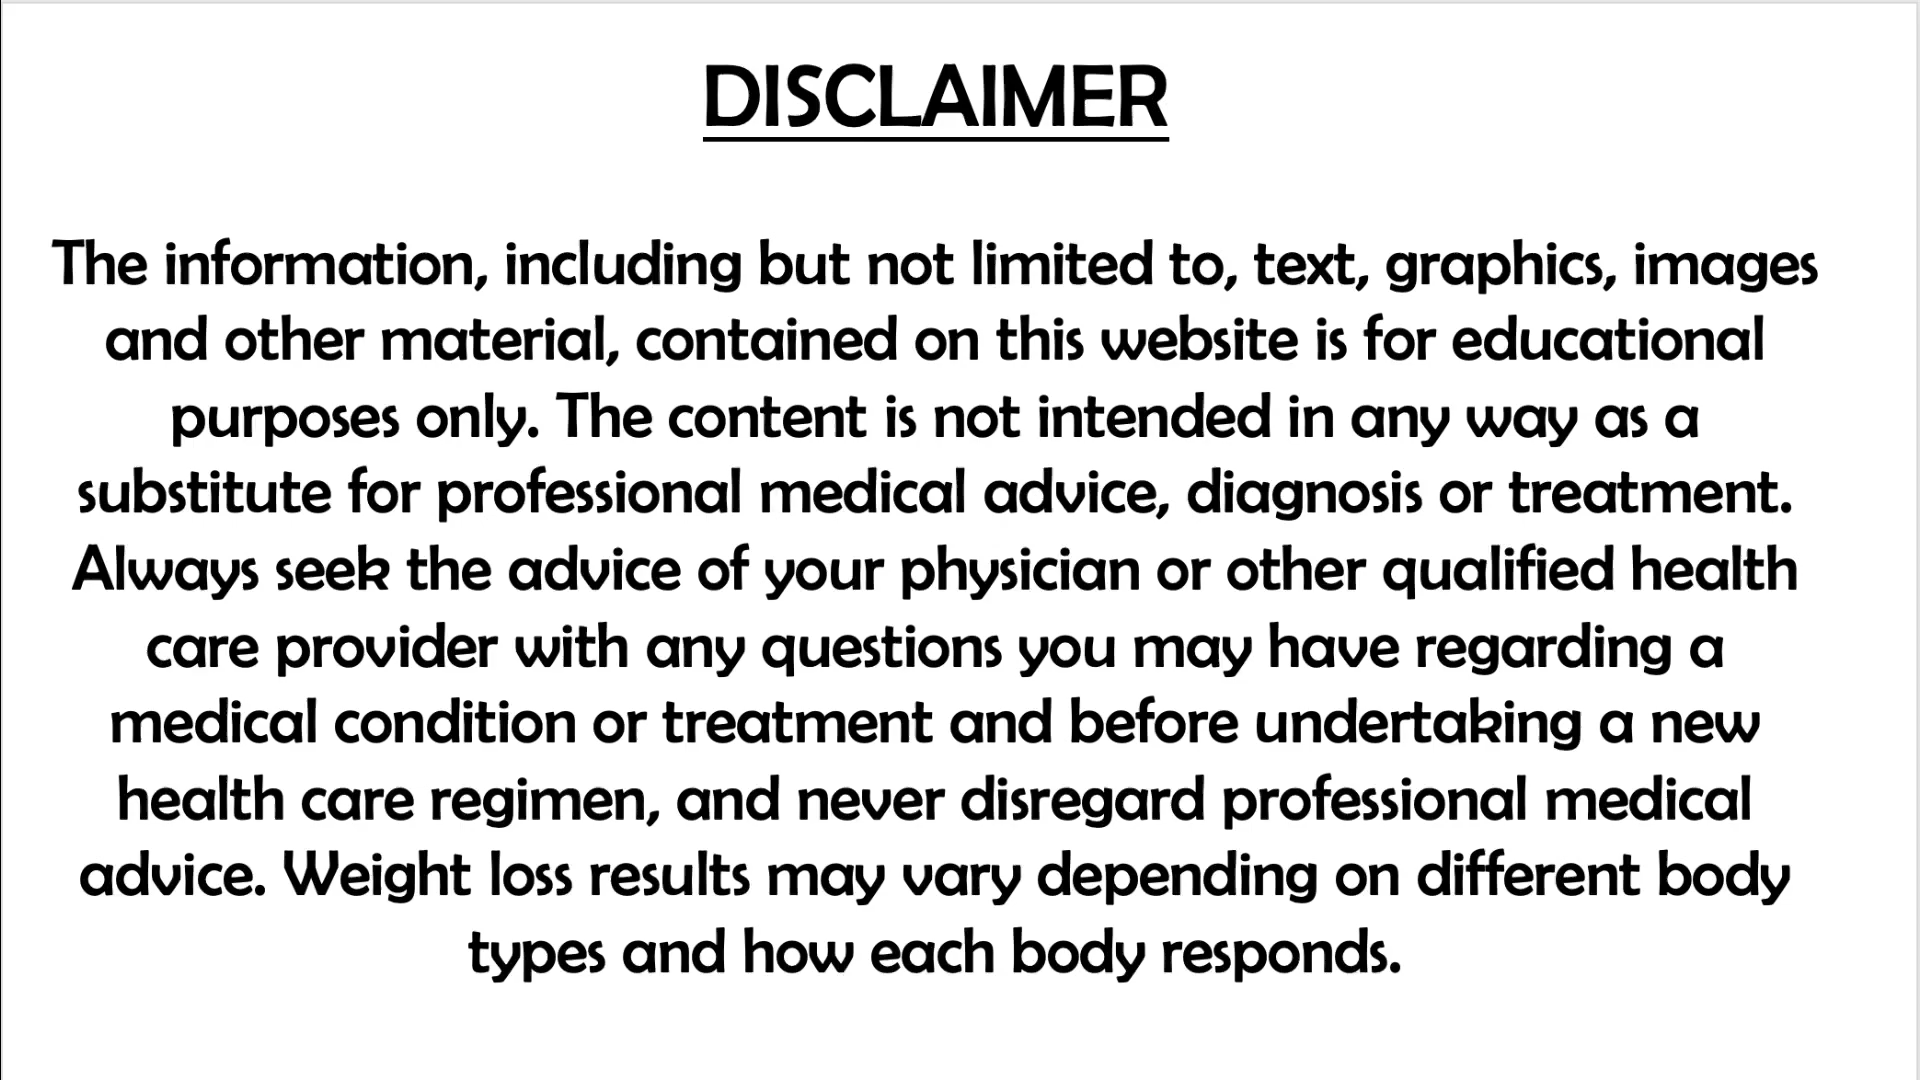 DISCLAIMER
The information, including but not limited to, text, graphics, images
and other material, contained on this website is for educational
purposes only. The content is not intended in any way as a
substitute for professional medical advice, diagnosis or treatment.
Always seek the advice of your physician or other qualified health
care provider with any questions you may have regarding a
medical condition or treatment and before undertaking a new
health care regimen, and never disregard professional medical
advice. Weight loss results may vary depending on different body
types and how each body responds.